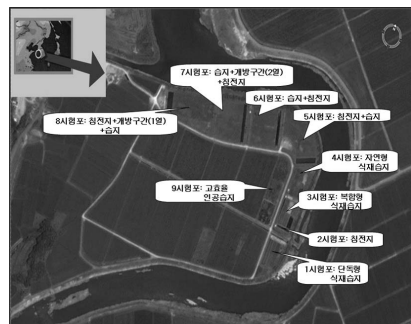 7시험포: 습지+개방구간(2열)
+침전지
6시험포: 습지+침전지
5시험포: 침전지+습지
8시험포: 침전지+개방구간(1열)
+습지
4시험포: 자연형
식재습지
9시험포: 고효율
인공습지
3시험포: 복합형
식재습지
2시험포: 침전지
1시험포: 단독형
식재습지